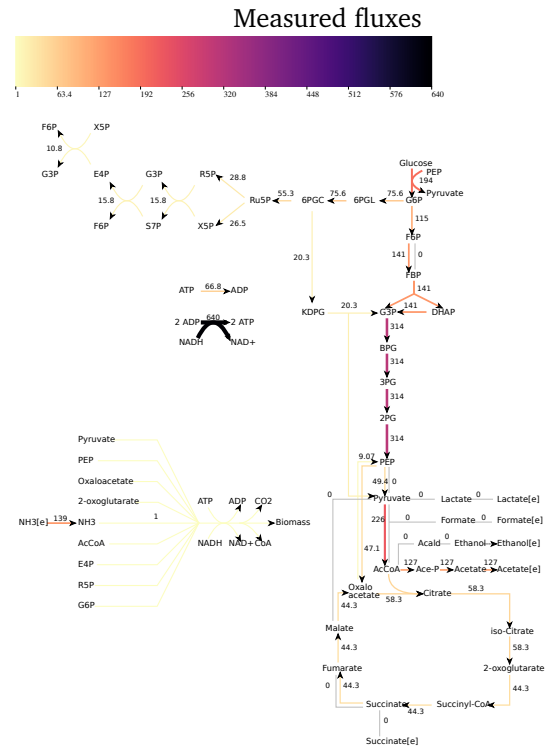 Measured fluxes
1 63.4 127 192 256 320 384 448 512 576 640
F6P X5P
10.8
G3P E4P G3P R5P 28.8
15.8 15.8
F6P S7P X5P 26.5
Ru5P 55.3 6PGC 75.6 6PGL 75.6 G6P
Glucose
PEP
194
Pyruvate
115
F6P
141 0
FBP
141
20.3
KDPG 20.3 G3P 141 DHAP
ATP 66.8 ADP
2 ADP 640 2 ATP
NADH NAD+
314
BPG
314
3PG
314
2PG
314
9.07 PEP
49.4 0
0 Pyruvate 0 Lactate 0 Lactate[e]
226 0 Formate 0 Formate[e]
47.1 0 Acald 0 Ethanol Ethanol[e]
AcCoA 127 Ace-P 127 Acetate 127 Acetate[e]
Oxalo
acetate 58.3 Citrate 58.3
44.3
Malate iso-Citrate
44.3 58.3
Fumarate 2-oxoglutarate
0 44.3 44.3
Succinate 44.3 Succinyl-CoA
0
Succinate[e]
Pyruvate
PEP
Oxaloacetate
2-oxoglutarate ATP ADP CO2
NH3[e] 139 NH3 1 Biomass
AcCoA NADH NAD+ CoA
E4P
R5P
G6P